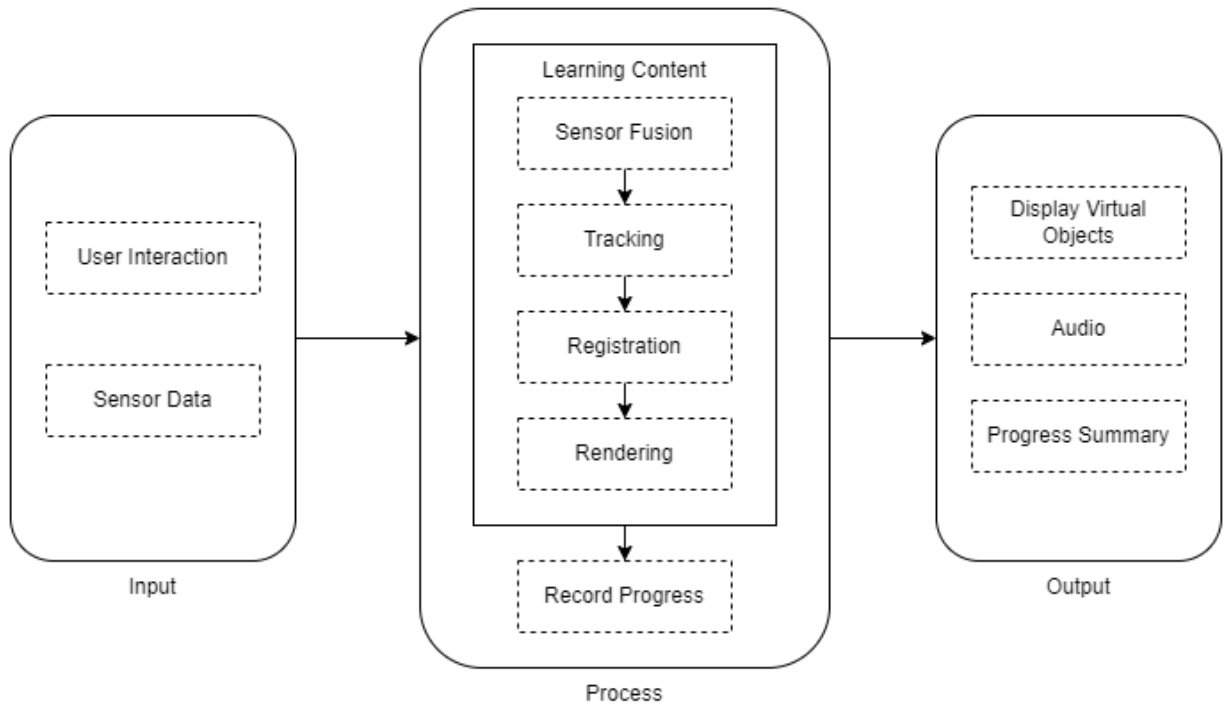 User Interaction
Sensor Data
Input
Learning Content
Sensor Fusion
Tracking
Registration
Rendering
Record Progress
Process
Display Virtual
Objects
Audio
Progress Summary
Output